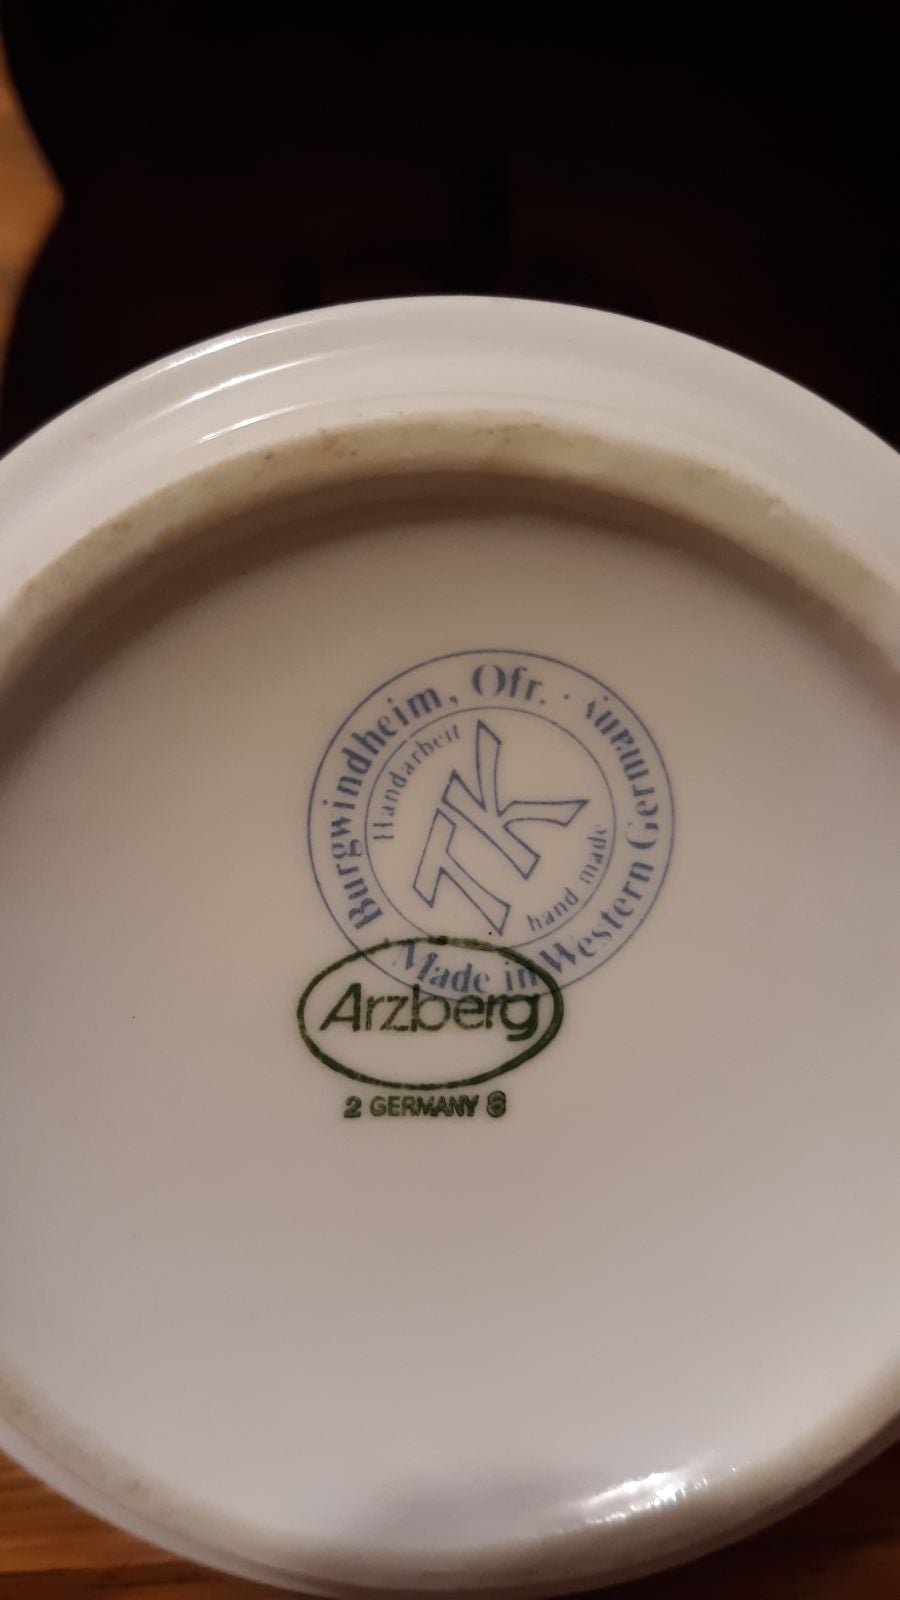 Burgwindheim, Ofr. · Made in Western Germany ·
Handarbeit
TK
hand made
Arzberg
2 GERMANY 8